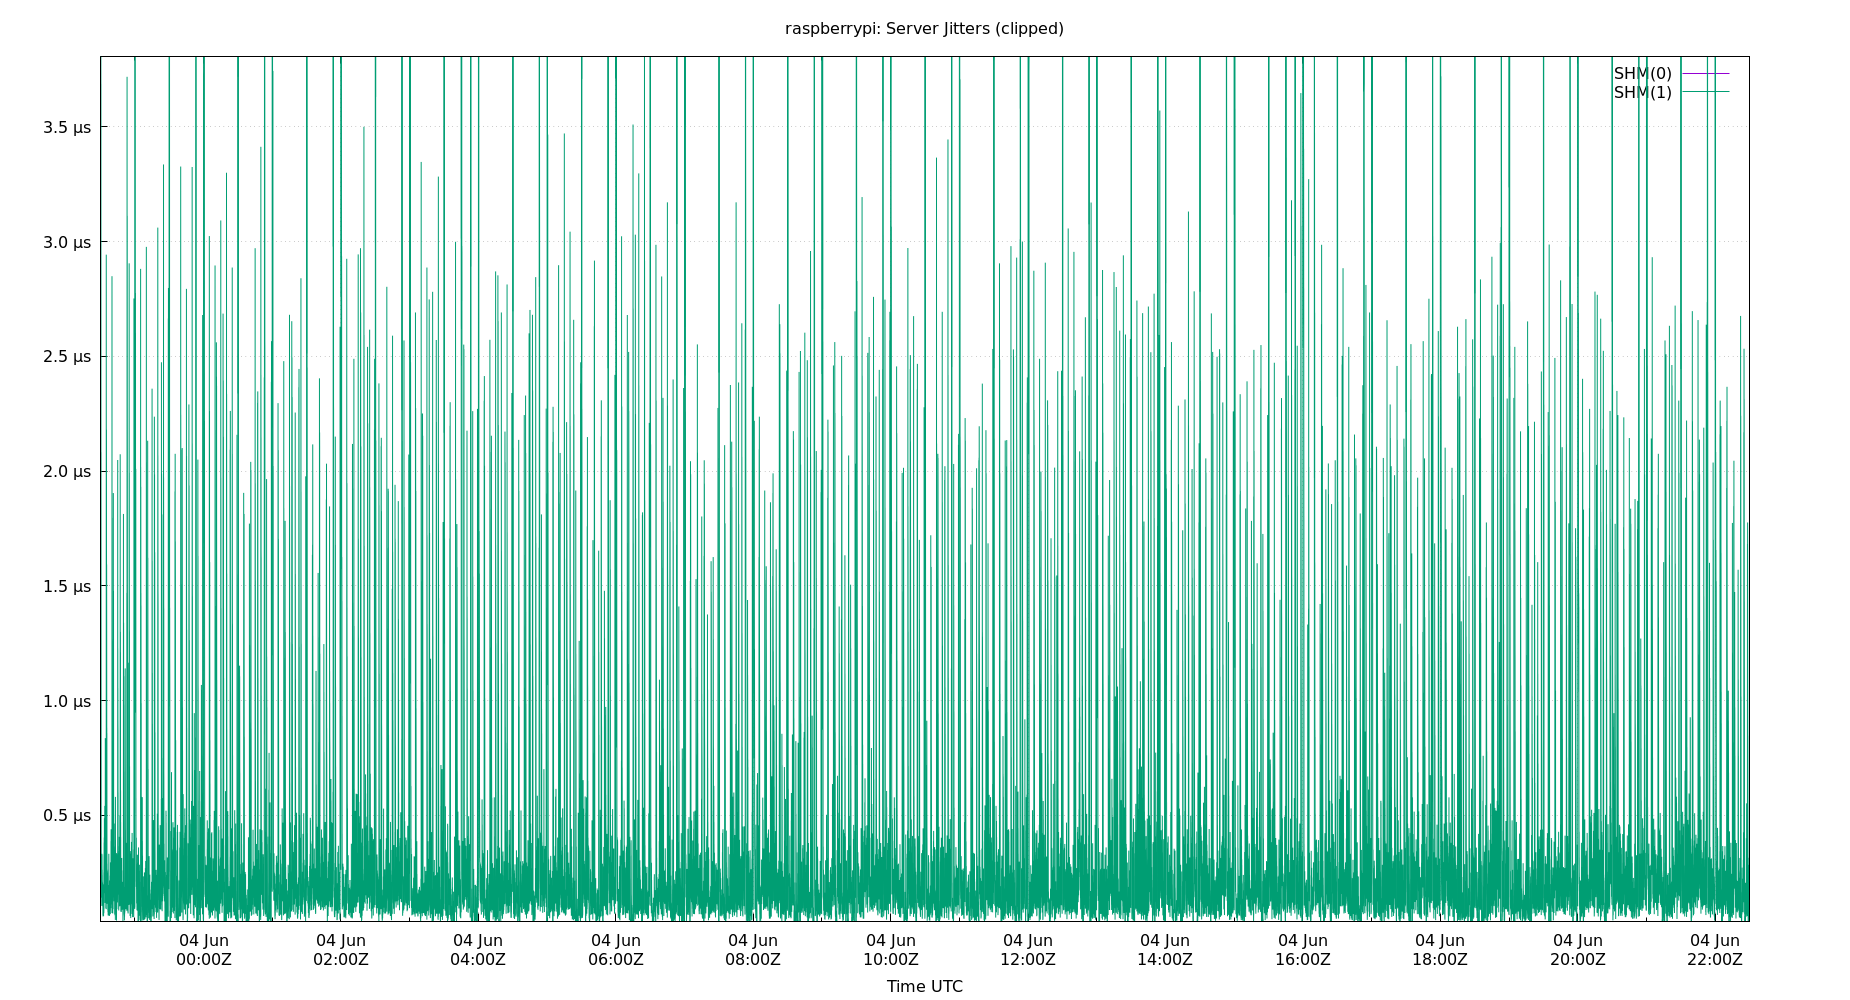 raspberrypi: Server Jitters (clipped)
SHM(0)
SHM(1)
3.5 µs
3.0 µs
2.5 µs
2.0 µs
1.5 µs
1.0 µs
0.5 µs
04 Jun 04 Jun 04 Jun 04 Jun 04 Jun 04 Jun 04 Jun 04 Jun 04 Jun 04 Jun 04 Jun 04 Jun
00:00Z 02:00Z 04:00Z 06:00Z 08:00Z 10:00Z 12:00Z 14:00Z 16:00Z 18:00Z 20:00Z 22:00Z
Time UTC